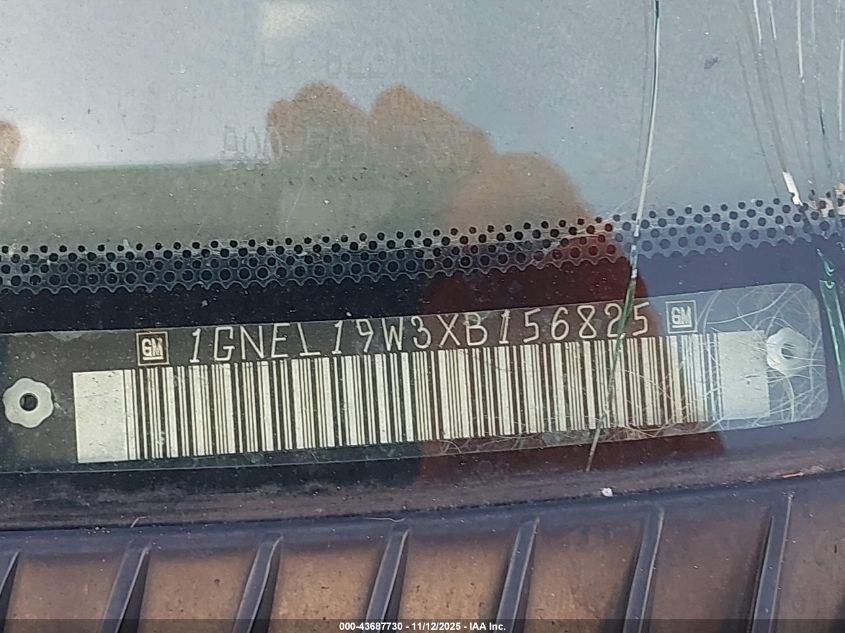 GM 1GNEL19W3XB156825 GM
000-43687730 - 11/12/2025 - IAA Inc.